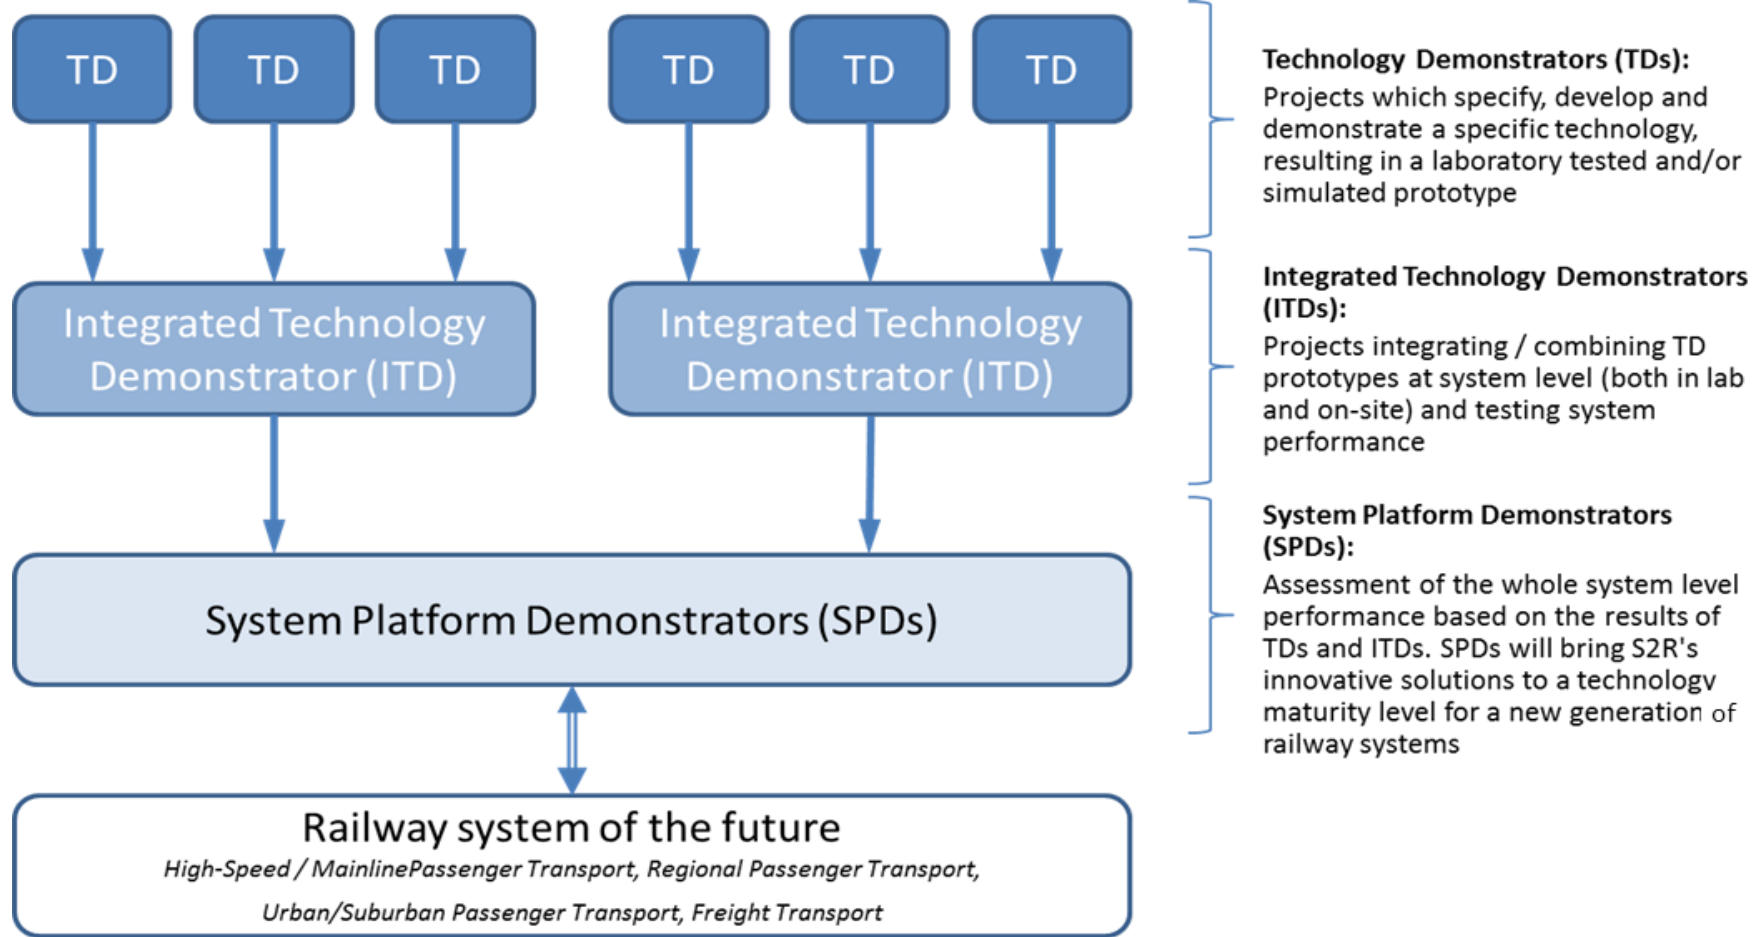 TD TD TD TD TD TD
Technology Demonstrators (TDs):
Projects which specify, develop and
demonstrate a specific technology,
resulting in a laboratory tested and/or
simulated prototype
Integrated Technology
Demonstrator (ITD)
Integrated Technology
Demonstrator (ITD)
Integrated Technology Demonstrators
(ITDs):
Projects integrating / combining TD
prototypes at system level (both in lab
and on-site) and testing system
performance
System Platform Demonstrators (SPDs)
System Platform Demonstrators
(SPDs):
Assessment of the whole system level
performance based on the results of
TDs and ITDs. SPDs will bring S2R's
innovative solutions to a technology
maturity level for a new generation of
railway systems
Railway system of the future
High-Speed / MainlinePassenger Transport, Regional Passenger Transport,
Urban/Suburban Passenger Transport, Freight Transport